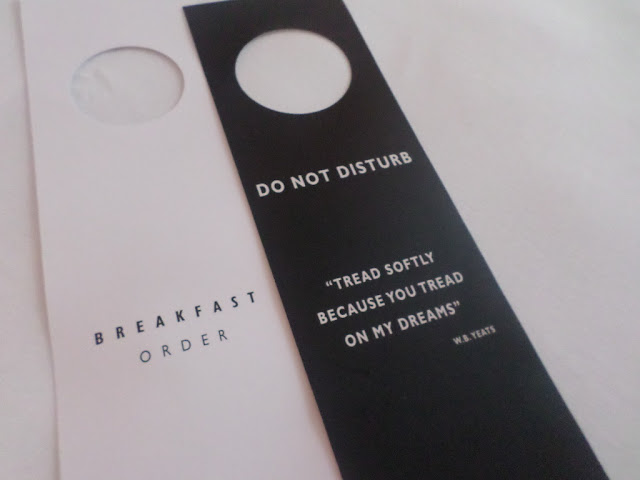 BREAKFAST
ORDER
DO NOT DISTURB
“TREAD SOFTLY
BECAUSE YOU TREAD
ON MY DREAMS”
W.B. YEATS